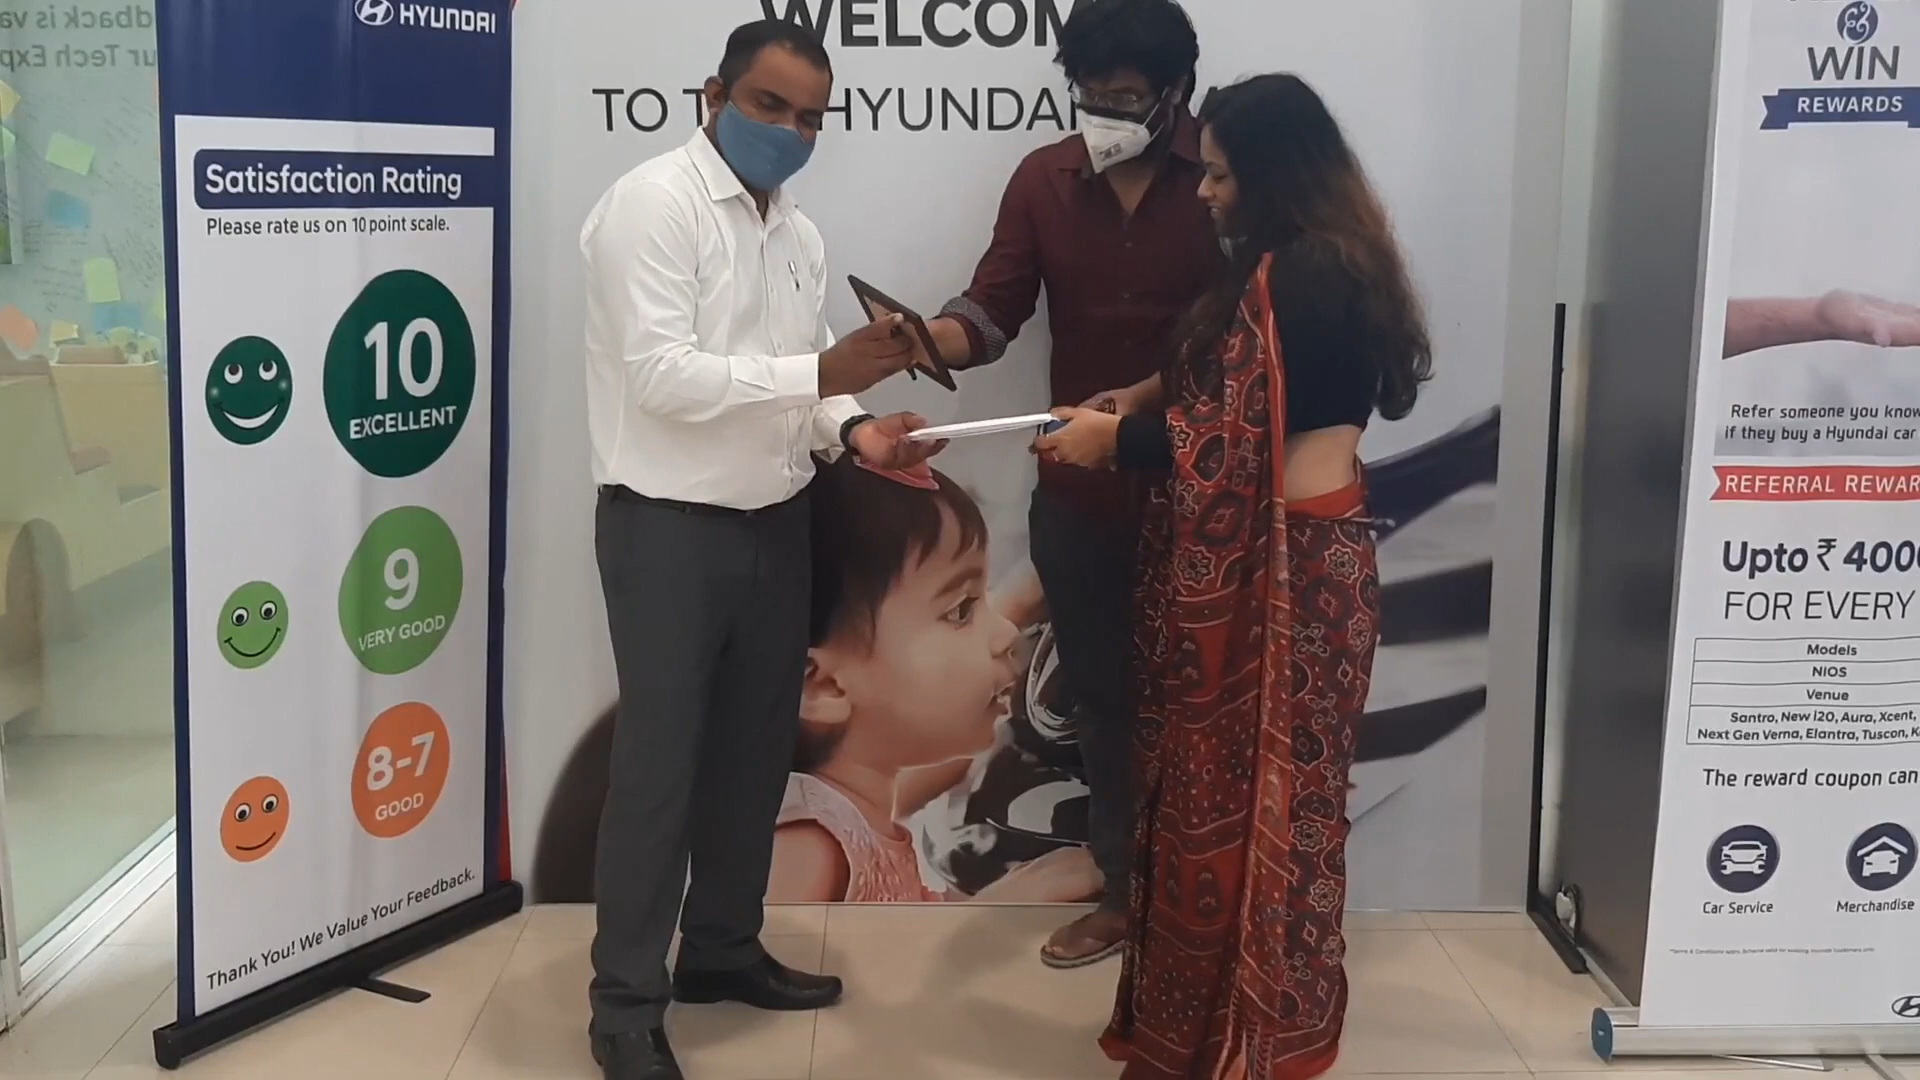 HYUNDAI
Satisfaction Rating
Please rate us on 10 point scale.
10
EXCELLENT
9
VERY GOOD
8-7
GOOD
Thank You! We Value Your Feedback.
WELCOM
TO T HYUNDAI
& WIN
REWARDS
Refer someone you know
if they buy a Hyundai car
REFERRAL REWAR
Upto ₹ 400
FOR EVERY
Models
NIOS
Venue
Santro, New i20, Aura, Xcent,
Next Gen Verna, Elantra, Tuscon, K
The reward coupon can
Car Service
Merchandise